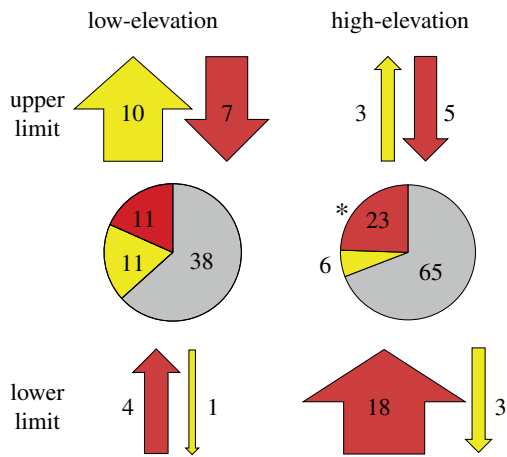 low-elevation high-elevation
upper limit
10 7 3 5
* 23
11
11 38 6 65
lower limit
4 1 18 3